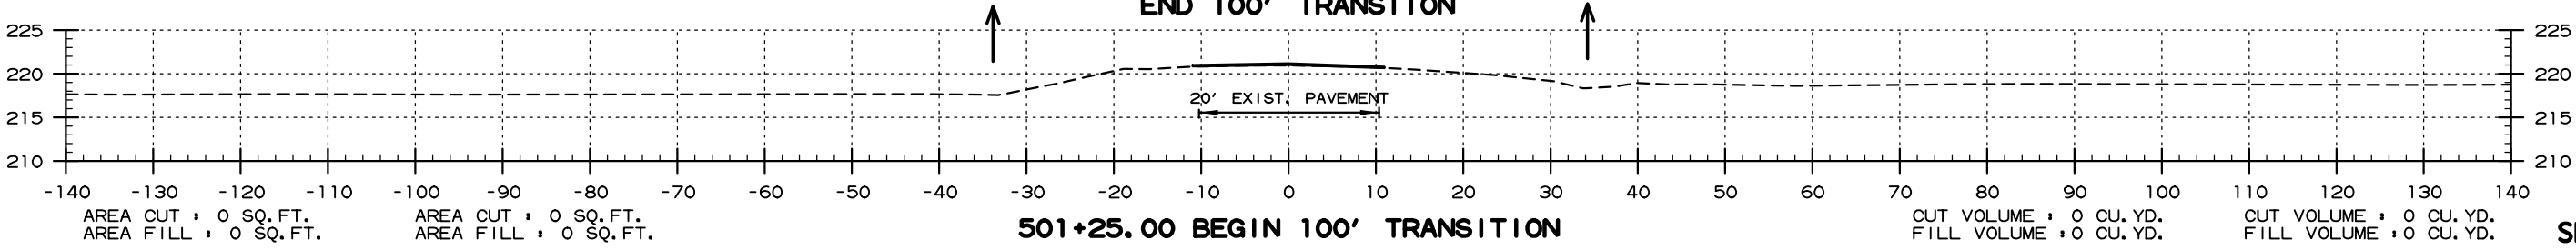 END 100' TRANSITION
225 225
220 220
20' EXIST. PAVEMENT
215 215
210 210
-140 -130 -120 -110 -100 -90 -80 -70 -60 -50 -40 -30 -20 -10 0 10 20 30 40 50 60 70 80 90 100 110 120 130 140
AREA CUT : 0 SQ.FT. AREA CUT : 0 SQ.FT. CUT VOLUME : 0 CU.YD. CUT VOLUME : 0 CU.YD.
501+25.00 BEGIN 100' TRANSITION
AREA FILL : 0 SQ.FT. AREA FILL : 0 SQ.FT. FILL VOLUME : 0 CU.YD. FILL VOLUME : 0 CU.YD.